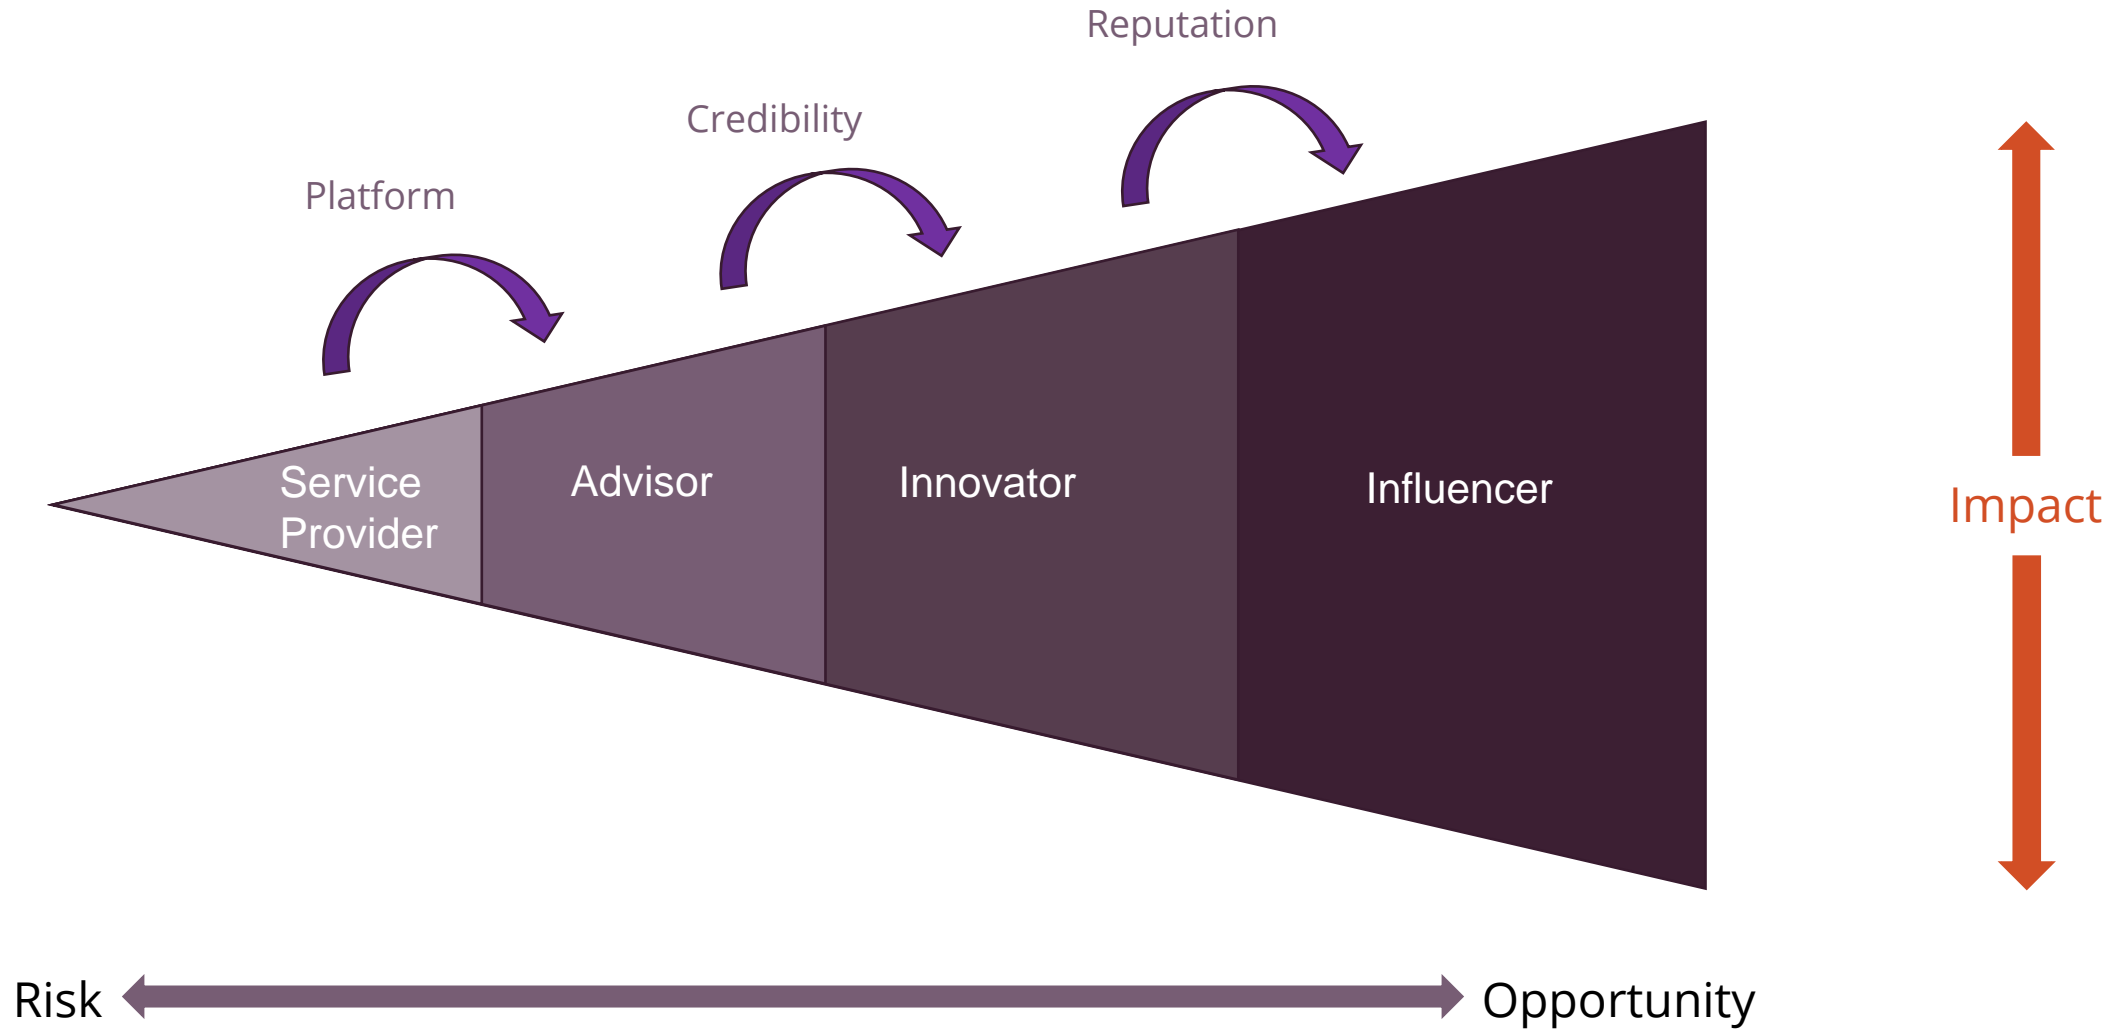 Reputation
Credibility
Platform
Service
Provider
Advisor
Innovator
Influencer
Impact
Risk
Opportunity